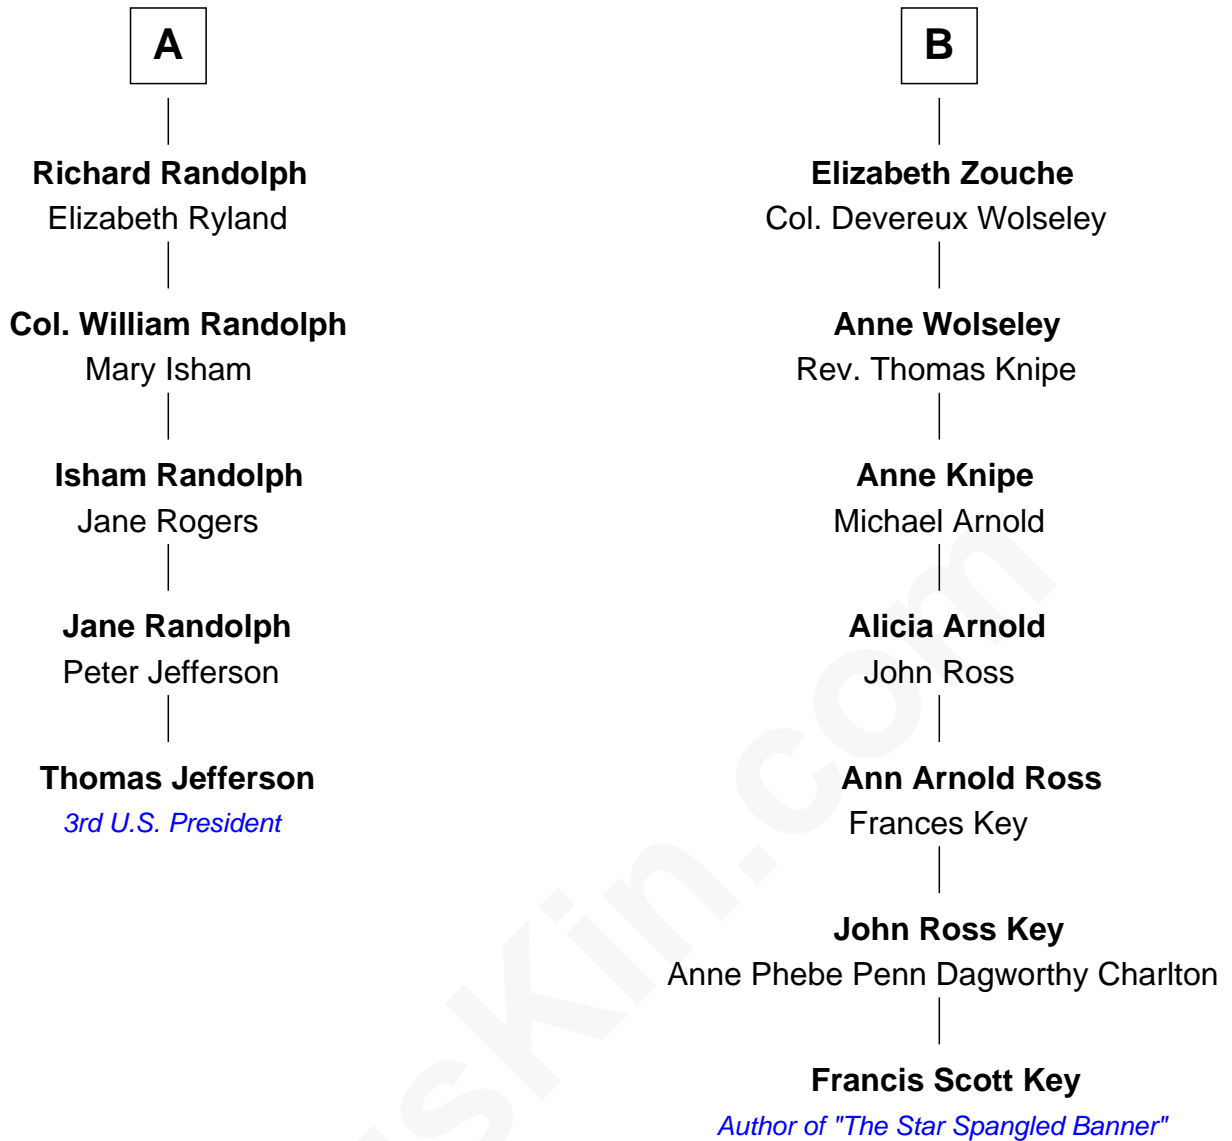 A
Richard Randolph
Elizabeth Ryland
Col. William Randolph
Mary Isham
Isham Randolph
Jane Rogers
Jane Randolph
Peter Jefferson
Thomas Jefferson
3rd U.S. President
B
Elizabeth Zouche
Col. Devereux Wolseley
Anne Wolseley
Rev. Thomas Knipe
Anne Knipe
Michael Arnold
Alicia Arnold
John Ross
Ann Arnold Ross
Frances Key
John Ross Key
Anne Phebe Penn Dagworthy Charlton
Francis Scott Key
Author of "The Star Spangled Banner"